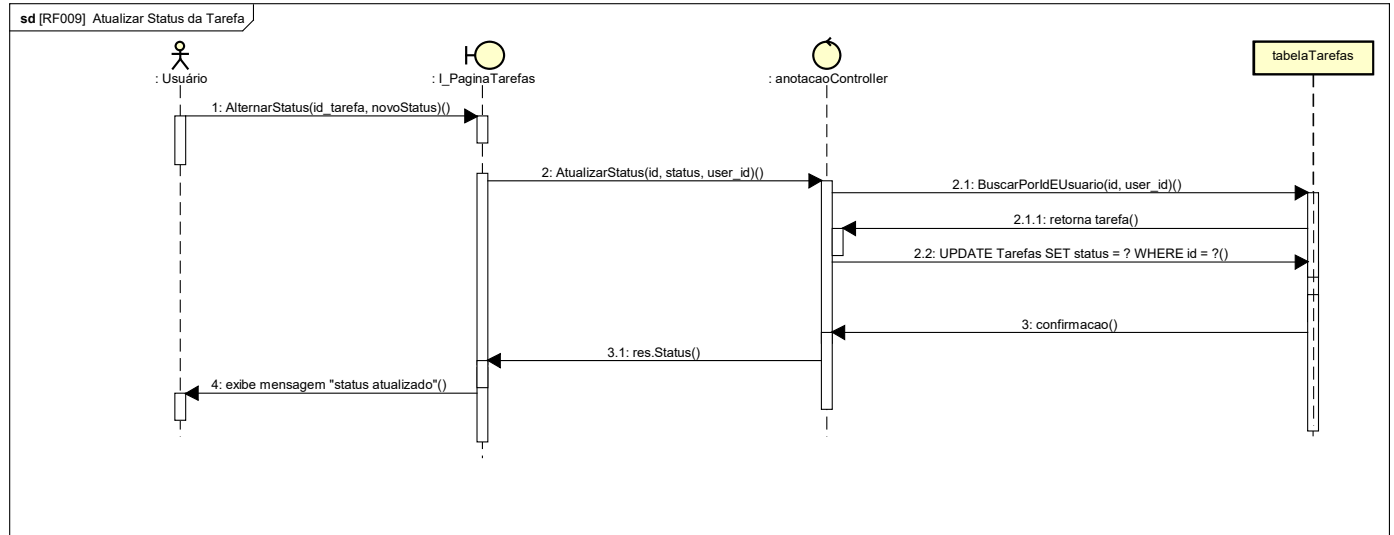 sd [RF009] Atualizar Status da Tarefa
: Usuário
: I_PaginaTarefas
: anotacaoController
tabelaTarefas
1: AlternarStatus(id_tarefa, novoStatus)()
2: AtualizarStatus(id, status, user_id)()
2.1: BuscarPorIdEUsuario(id, user_id)()
2.1.1: retorna tarefa()
2.2: UPDATE Tarefas SET status = ? WHERE id = ?()
3: confirmacao()
3.1: res.Status()
4: exibe mensagem "status atualizado"()